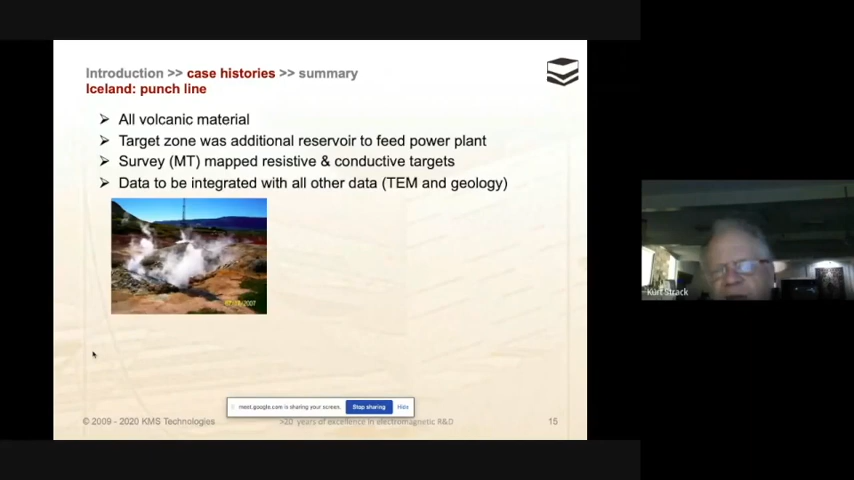 Introduction >> case histories >> summary
Iceland: punch line
➢ All volcanic material
➢ Target zone was additional reservoir to feed power plant
➢ Survey (MT) mapped resistive & conductive targets
➢ Data to be integrated with all other data (TEM and geology)
Kurt Strack
meet.google.com is sharing your screen.
Stop sharing
Hide
© 2009 - 2020 KMS Technologies
>20 years of excellence in electromagnetic R&D
15